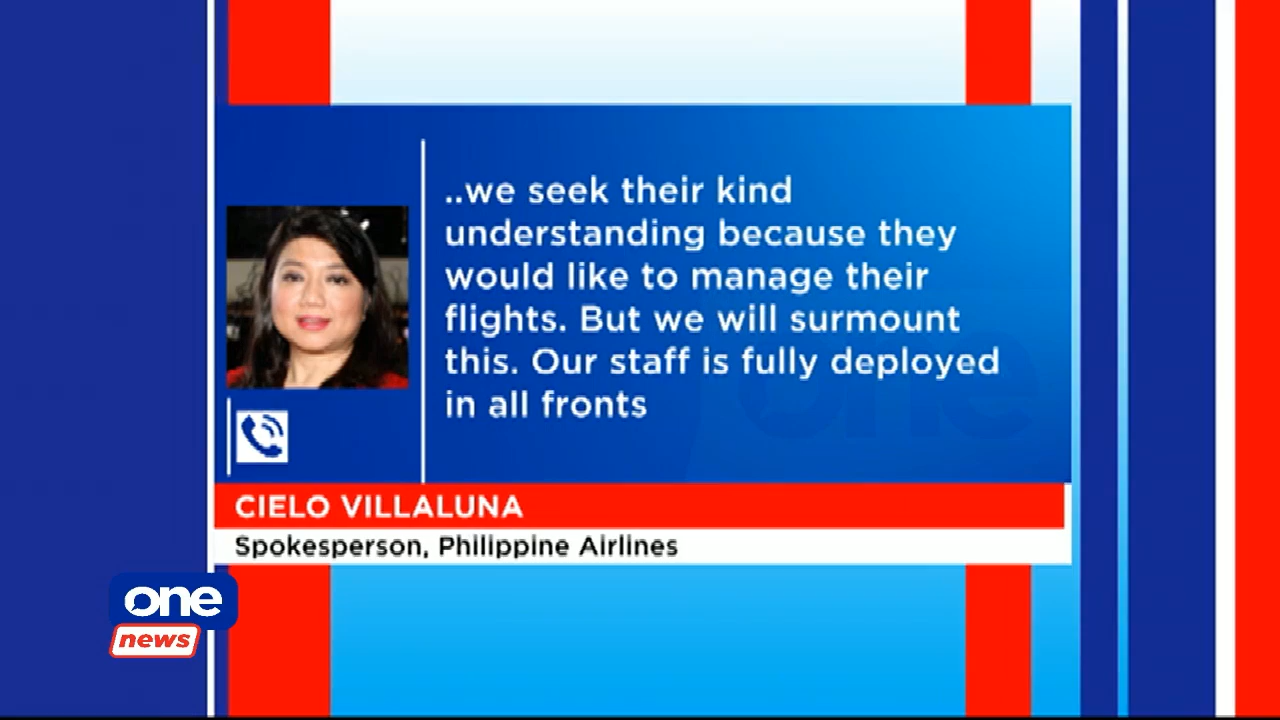 ..we seek their kind
understanding because they
would like to manage their
flights. But we will surmount
this. Our staff is fully deployed
in all fronts
CIELO VILLALUNA
Spokesperson, Philippine Airlines
one
news
one